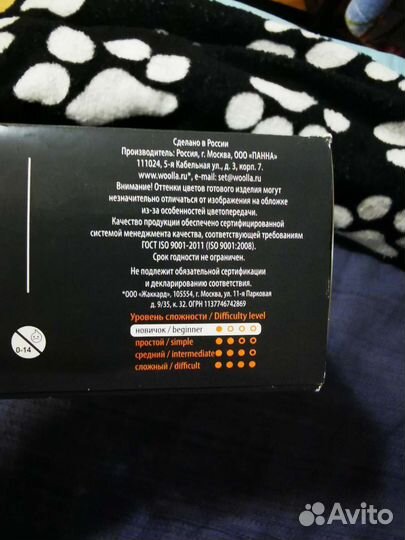 Сделано в России
Производитель: Россия, г. Москва, ООО «ПАННА»
111024, 5-я Кабельная ул., д. 3, корп. 7.
www.woolla.ru*, e-mail: set@woolla.ru
Внимание! Оттенки цветов готового изделия могут
незначительно отличаться от изображения на обложке
из-за особенностей цветопередачи.
Качество продукции обеспечено сертифицированной
системой менеджмента качества, соответствующей требованиям
ГОСТ ISO 9001-2011 (ISO 9001:2008).
Срок годности не ограничен.
Не подлежит обязательной сертификации
и декларированию соответствия.
*ООО «Жаккард», 105554, г. Москва, ул. 11-я Парковая
д. 9/35, к. 32. ОГРН 1137746742869
Уровень сложности / Difficulty level
новичок / beginner
простой / simple
средний / intermediate
сложный / difficult
0-14
Avito